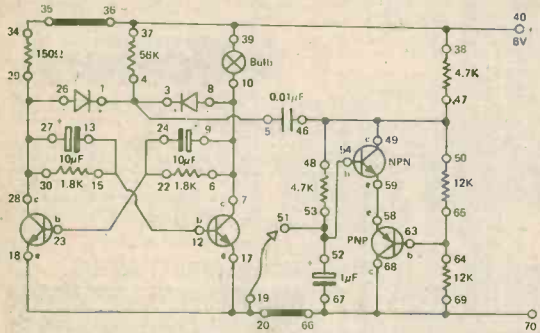 35 36
34 37 39 40
8V
38
150Ω 56K Bulb 4.7K
29 4 10 47
26 1 3 8 0.01μF
5 46
27 13 24 9 49
+ 10μF 10μF + 48 54 c NPN 50
b
30 15 22 6 4.7K e 59 12K
1.8K 1.8K
28 c c 7 53 58 65
51 e
b b PNP 63
23 12 52 b 64
18 e e 17 + 1μF c 68 12K
19 67 69
20 66 70